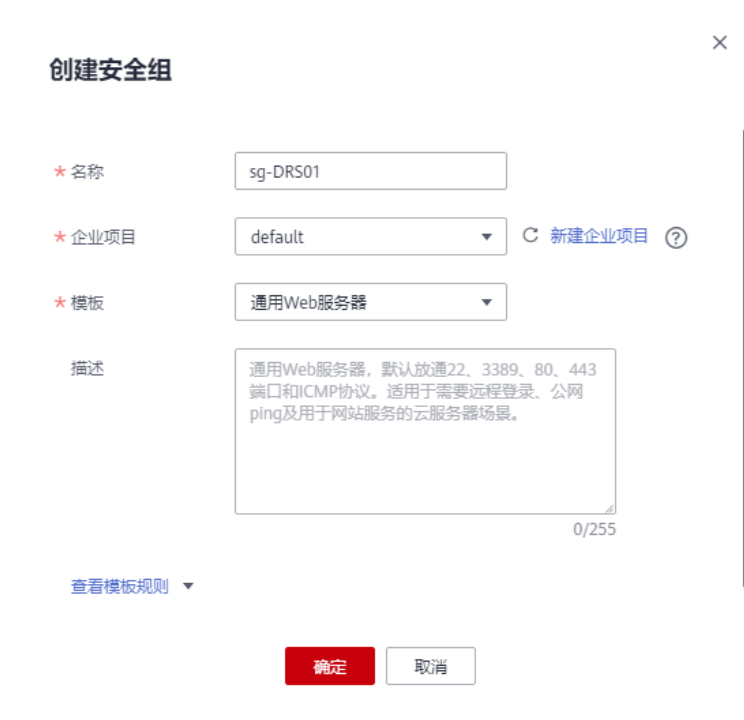 创建安全组
* 名称 sg-DRS01
* 企业项目 default 新建企业项目 ?
* 模板 通用Web服务器
描述 通用Web服务器，默认放通22、3389、80、443
端口和ICMP协议。适用于需要远程登录、公网
ping及用于网站服务的云服务器场景。
0/255
查看模板规则
确定 取消